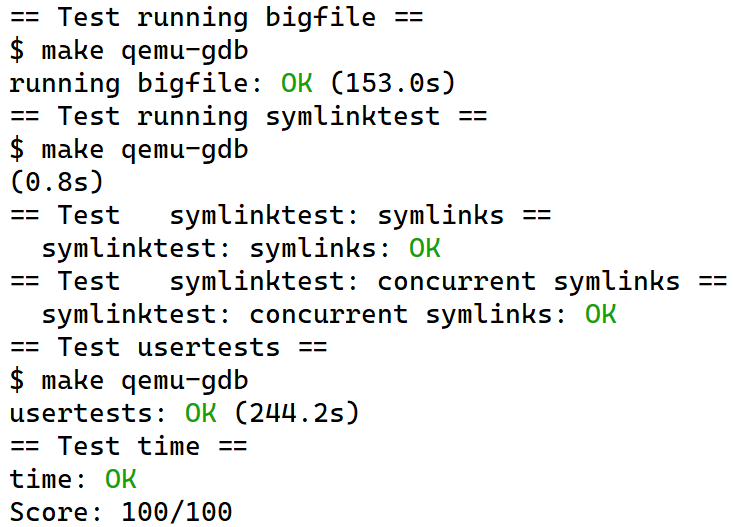 == Test running bigfile ==
$ make qemu-gdb
running bigfile: OK (153.0s)
== Test running symlinktest ==
$ make qemu-gdb
(0.8s)
== Test   symlinktest: symlinks ==
  symlinktest: symlinks: OK
== Test   symlinktest: concurrent symlinks ==
  symlinktest: concurrent symlinks: OK
== Test usertests ==
$ make qemu-gdb
usertests: OK (244.2s)
== Test time ==
time: OK
Score: 100/100